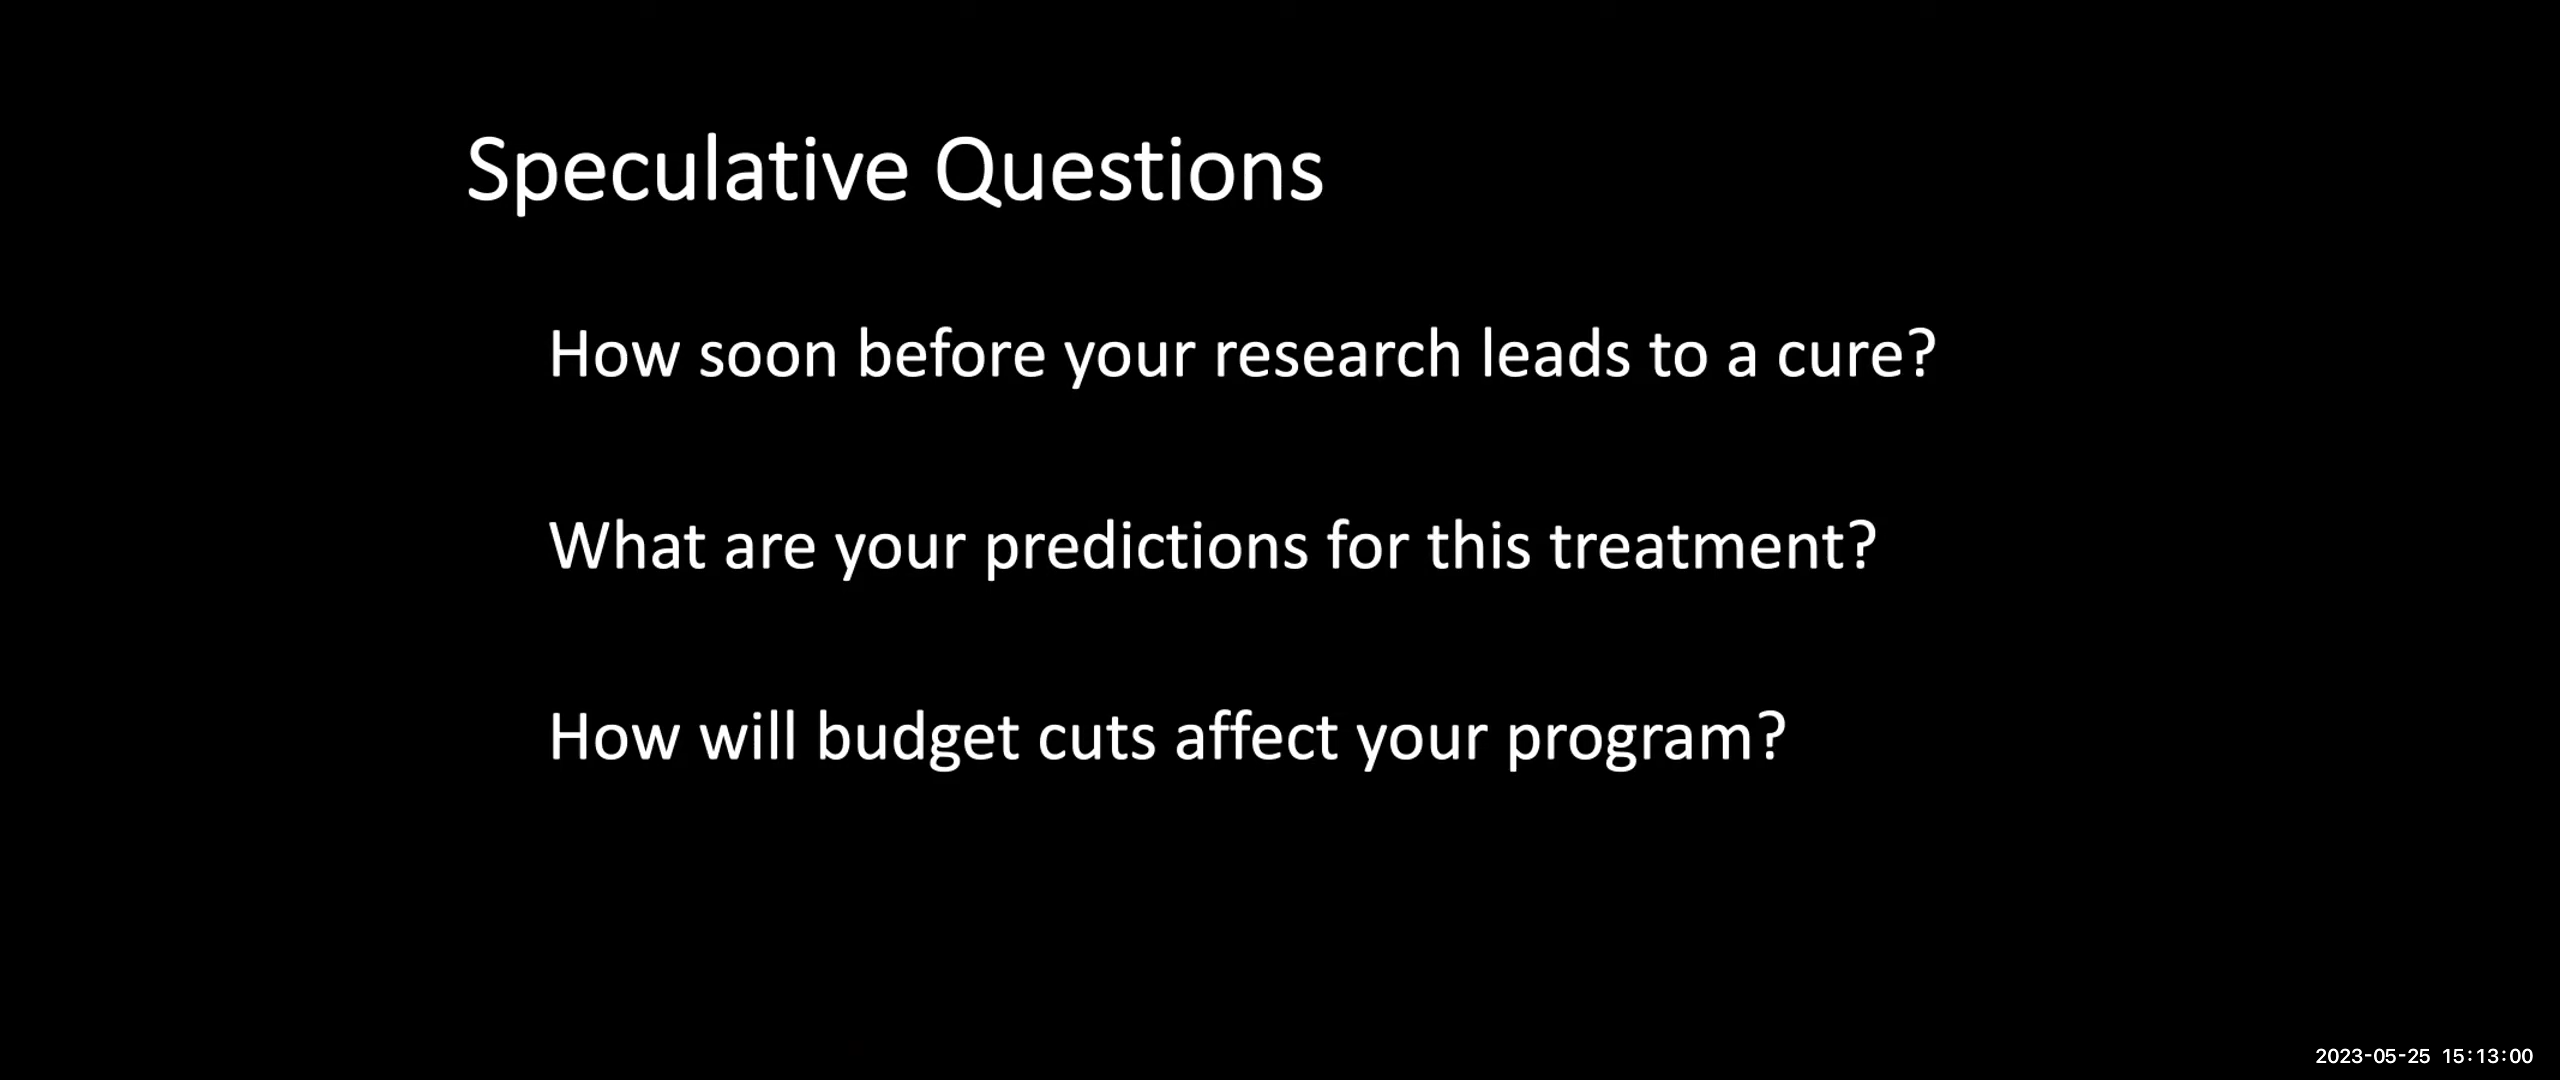 Speculative Questions
How soon before your research leads to a cure?
What are your predictions for this treatment?
How will budget cuts affect your program?
2023-05-25 15:13:00